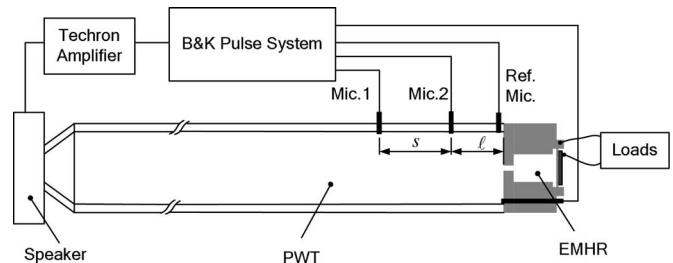 Techron
Amplifier
B&K Pulse System
Mic.1
Mic.2
Ref.
Mic.
s
ℓ
Loads
Speaker
PWT
EMHR